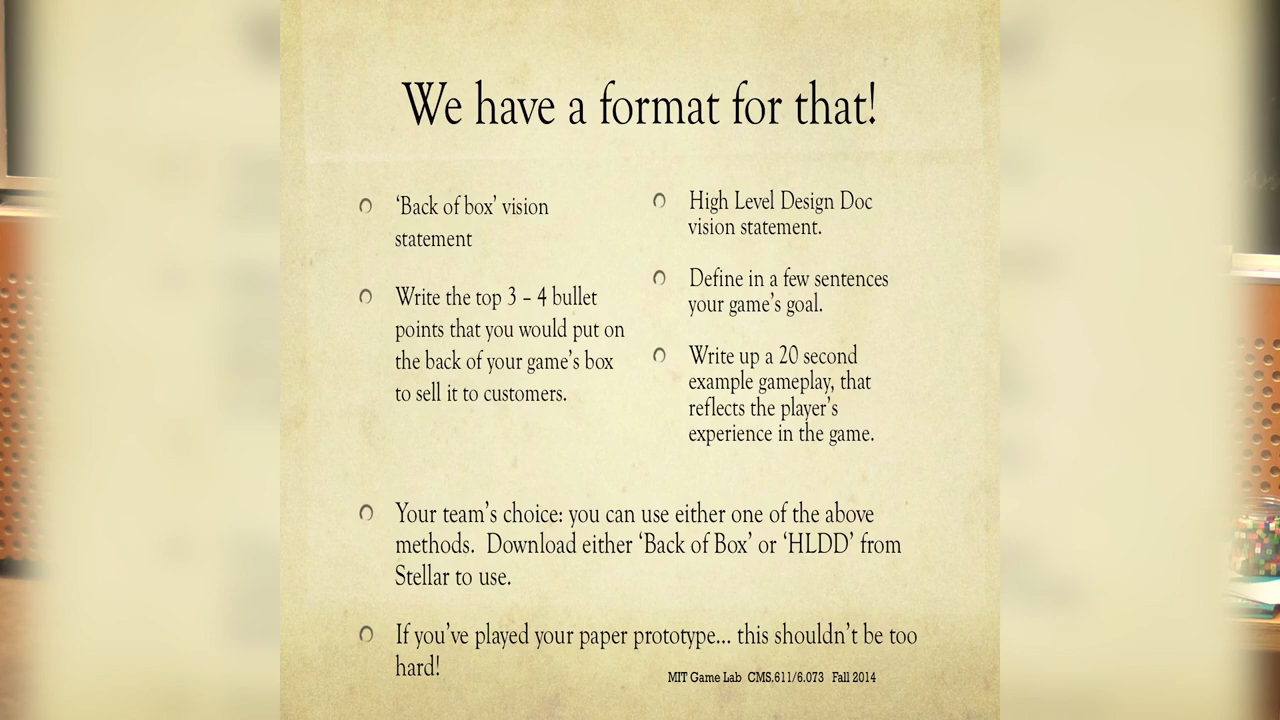 We have a format for that!
‘Back of box’ vision
statement
Write the top 3 – 4 bullet
points that you would put on
the back of your game’s box
to sell it to customers.
High Level Design Doc
vision statement.
Define in a few sentences
your game’s goal.
Write up a 20 second
example gameplay, that
reflects the player’s
experience in the game.
Your team’s choice: you can use either one of the above
methods.  Download either ‘Back of Box’ or ‘HLDD’ from
Stellar to use.
If you’ve played your paper prototype... this shouldn’t be too
hard!
MIT Game Lab  CMS.611/6.073  Fall 2014